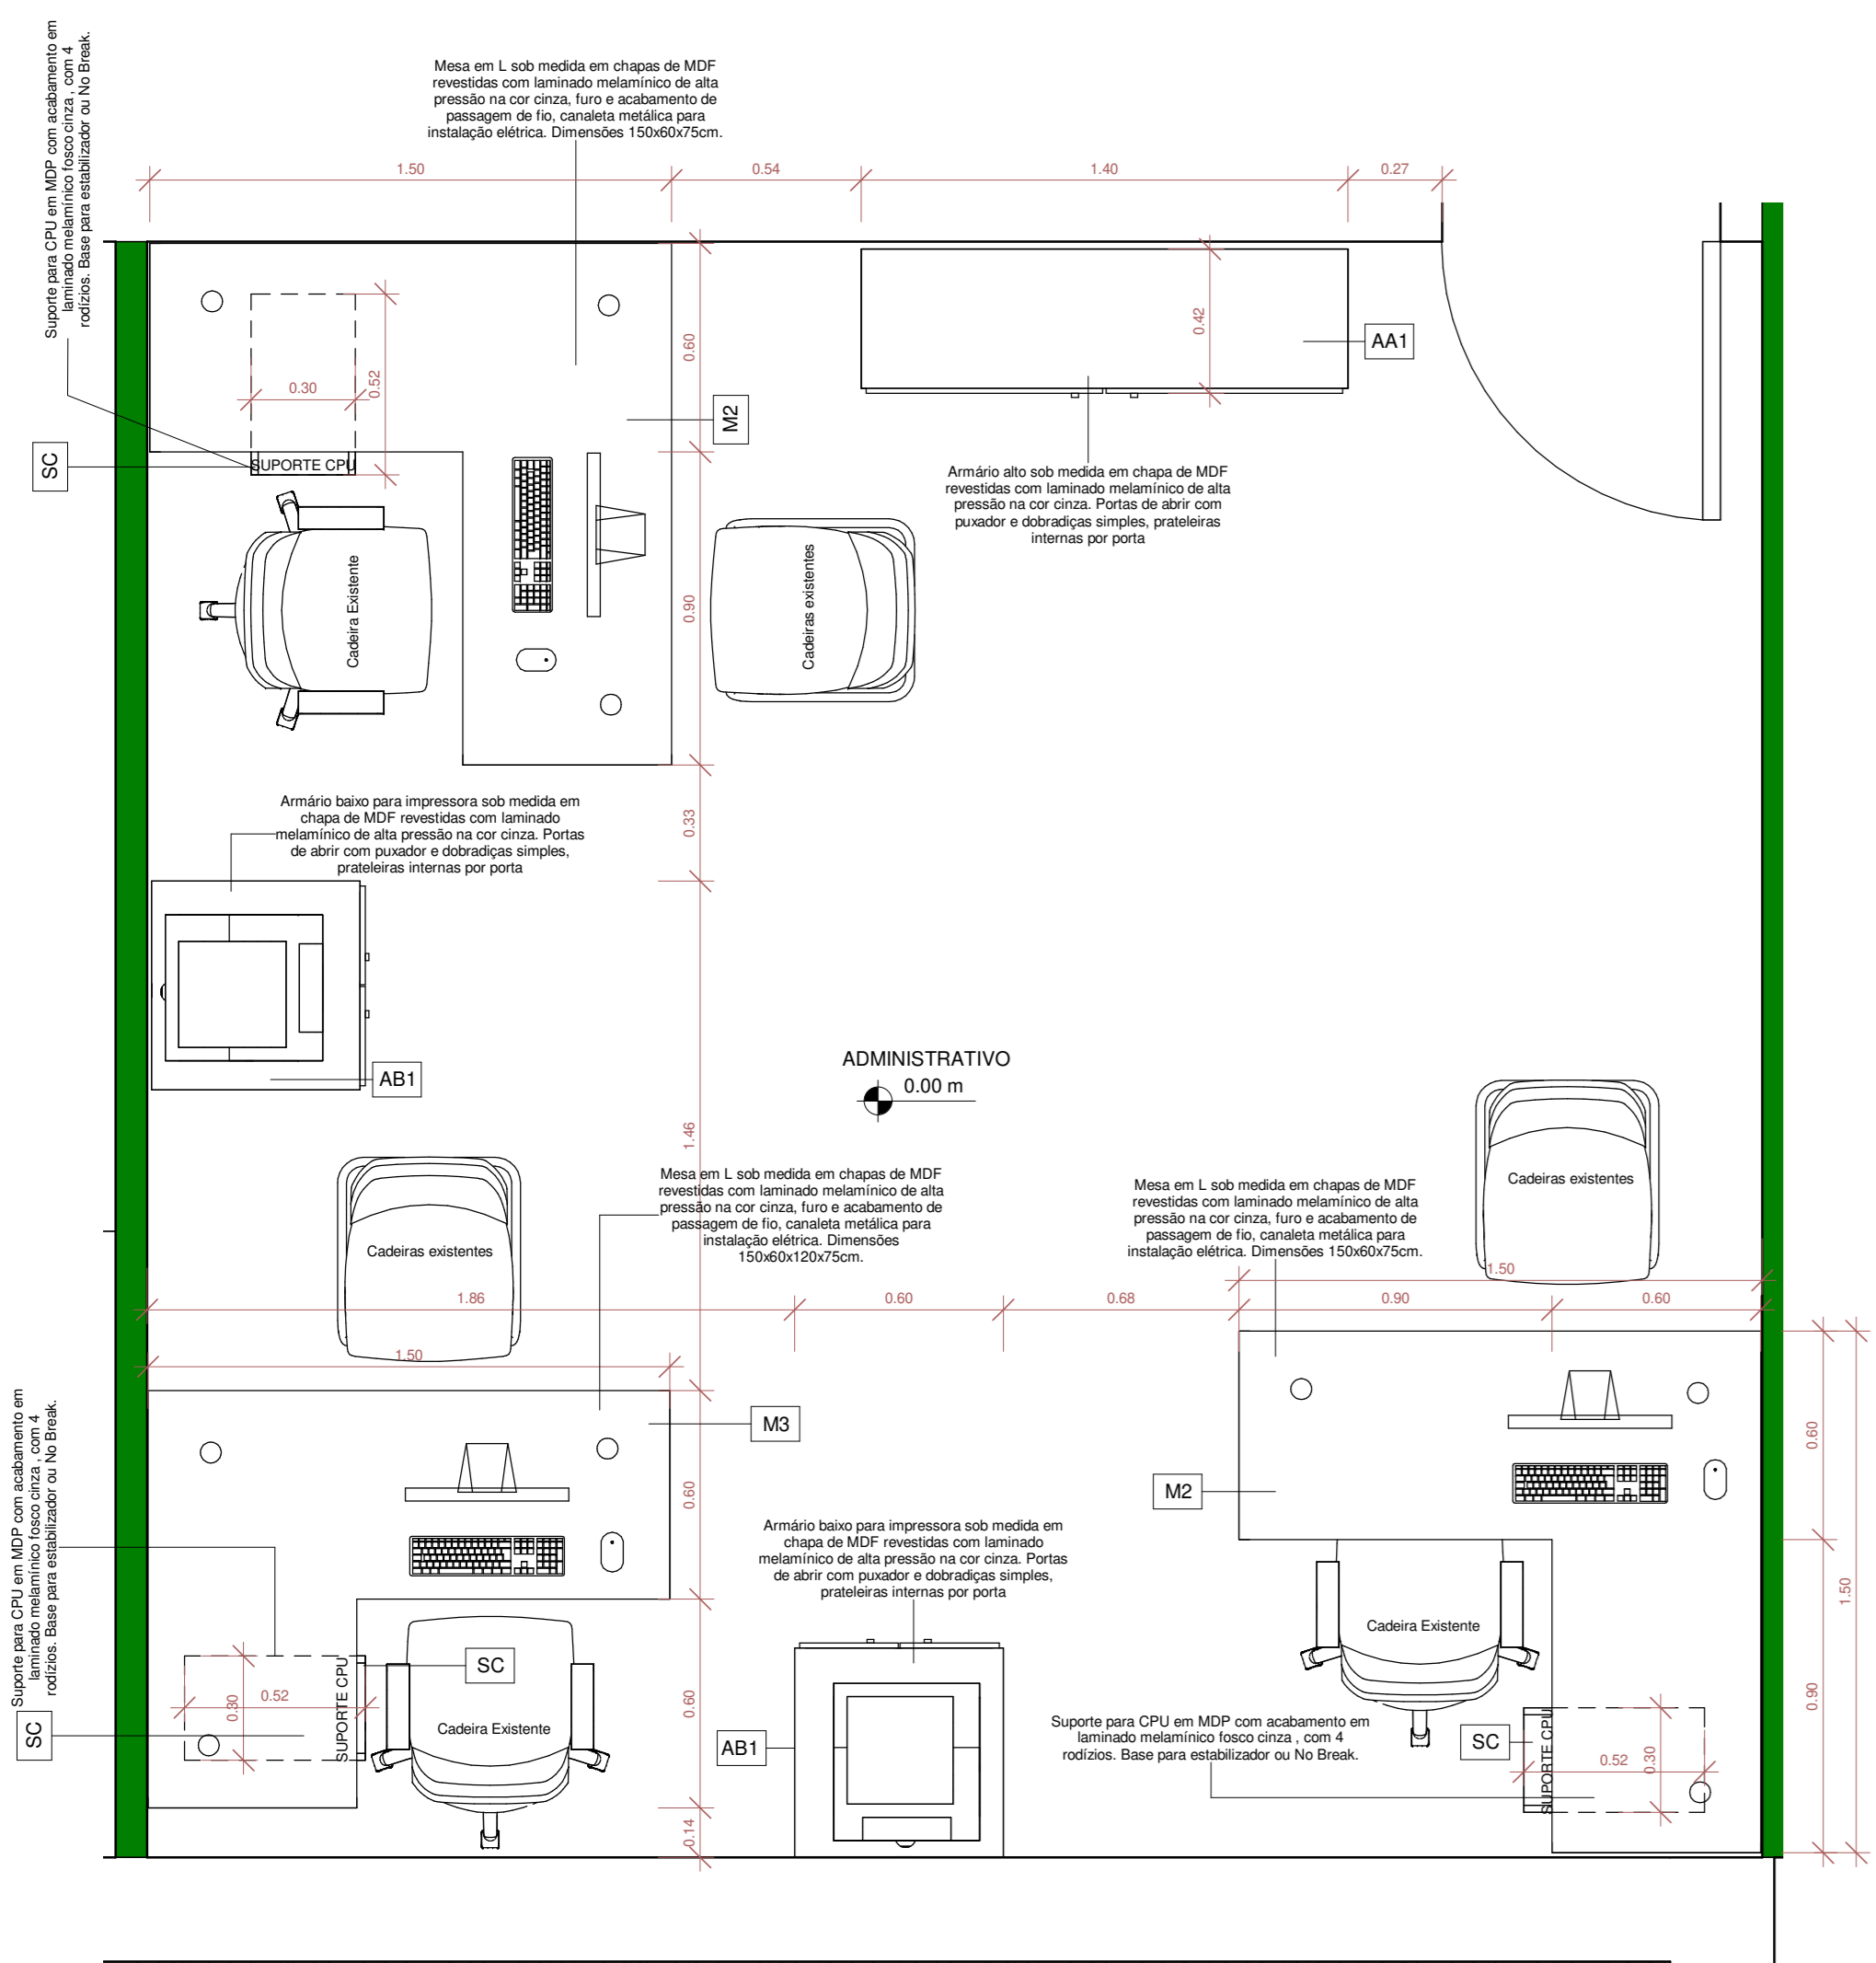 Mesa em L sob medida em chapas de MDF
revestidas com laminado melamínico de alta
pressão na cor cinza, furo e acabamento de
passagem de fio, canaleta metálica para
instalação elétrica. Dimensões 150x60x75cm.
Suporte para CPU em MDP com acabamento em
laminado melamínico fosco cinza , com 4
rodízios. Base para estabilizador ou No Break.
1.50
0.54
1.40
0.27
0.60
0.42
AA1
0.30
0.52
M2
SC
SUPORTE CPU
Armário alto sob medida em chapa de MDF
revestidas com laminado melamínico de alta
pressão na cor cinza. Portas de abrir com
puxador e dobradiças simples, prateleiras
internas por porta
Cadeira Existente
0.90
Cadeiras existentes
Armário baixo para impressora sob medida em
chapa de MDF revestidas com laminado
melamínico de alta pressão na cor cinza. Portas
de abrir com puxador e dobradiças simples,
prateleiras internas por porta
0.33
AB1
ADMINISTRATIVO
0.00 m
1.46
Mesa em L sob medida em chapas de MDF
revestidas com laminado melamínico de alta
pressão na cor cinza, furo e acabamento de
passagem de fio, canaleta metálica para
instalação elétrica. Dimensões
150x60x120x75cm.
Mesa em L sob medida em chapas de MDF
revestidas com laminado melamínico de alta
pressão na cor cinza, furo e acabamento de
passagem de fio, canaleta metálica para
instalação elétrica. Dimensões 150x60x75cm.
Cadeiras existentes
Cadeiras existentes
1.50
1.86
0.60
0.68
0.90
0.60
1.50
M3
Suporte para CPU em MDP com acabamento em
laminado melamínico fosco cinza , com 4
rodízios. Base para estabilizador ou No Break.
0.60
M2
0.60
Armário baixo para impressora sob medida em
chapa de MDF revestidas com laminado
melamínico de alta pressão na cor cinza. Portas
de abrir com puxador e dobradiças simples,
prateleiras internas por porta
1.50
Cadeira Existente
SC
SUPORTE CPU
0.52
0.30
0.60
0.90
SC
Cadeira Existente
AB1
Suporte para CPU em MDP com acabamento em
laminado melamínico fosco cinza , com 4
rodízios. Base para estabilizador ou No Break.
SC
SUPORTE CPU
0.52
0.30
0.14